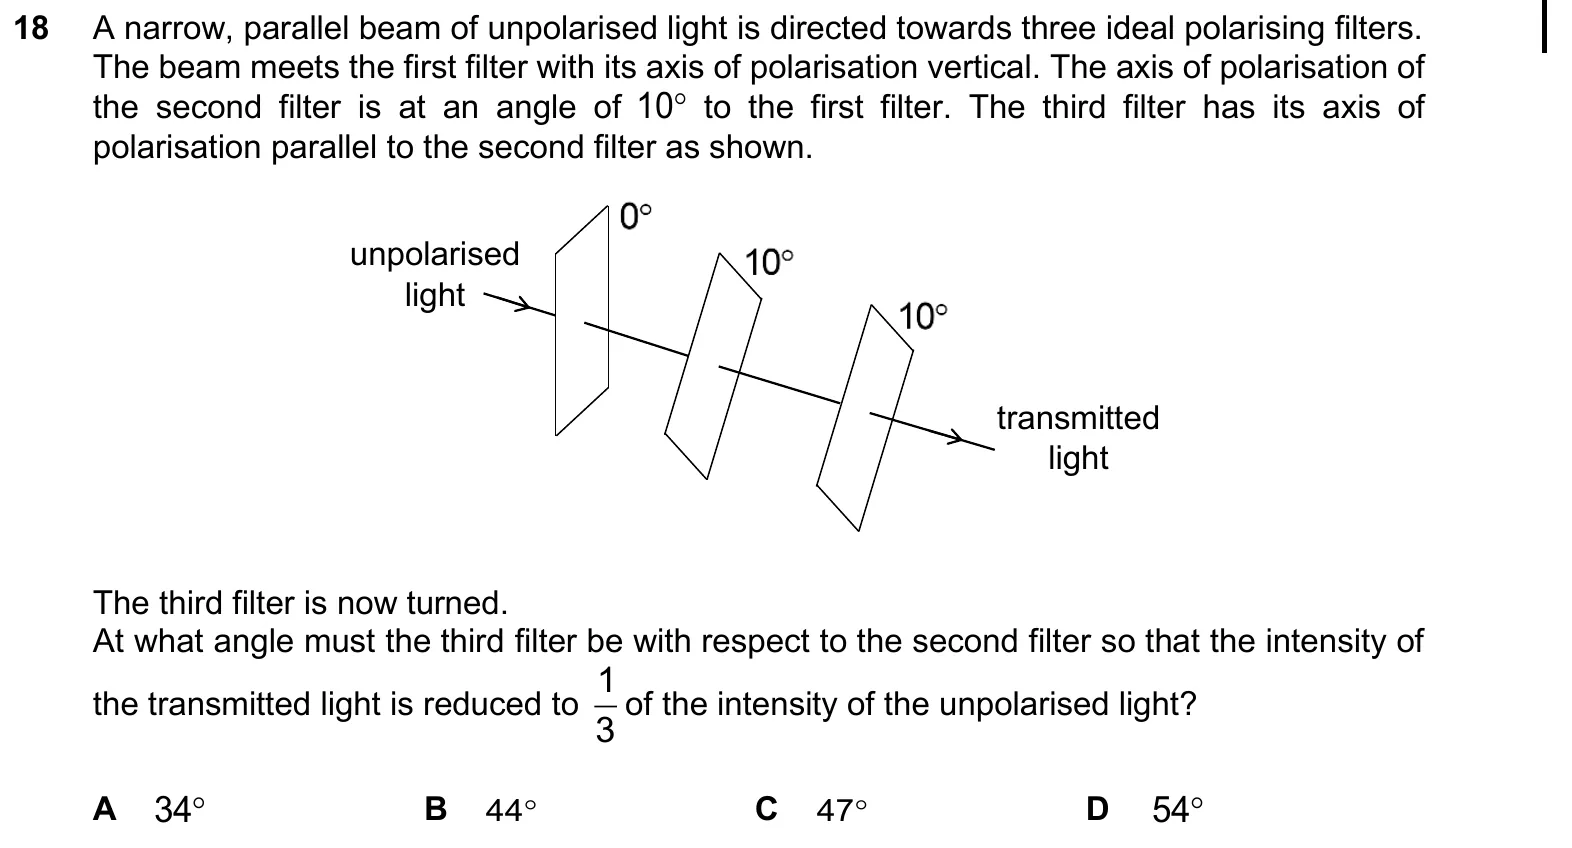 18 A narrow, parallel beam of unpolarised light is directed towards three ideal polarising filters.
The beam meets the first filter with its axis of polarisation vertical. The axis of polarisation of
the second filter is at an angle of 10° to the first filter. The third filter has its axis of
polarisation parallel to the second filter as shown.
0°
unpolarised
light
10°
10°
transmitted
light
The third filter is now turned.
At what angle must the third filter be with respect to the second filter so that the intensity of
the transmitted light is reduced to 1/3 of the intensity of the unpolarised light?
A 34° B 44° C 47° D 54°